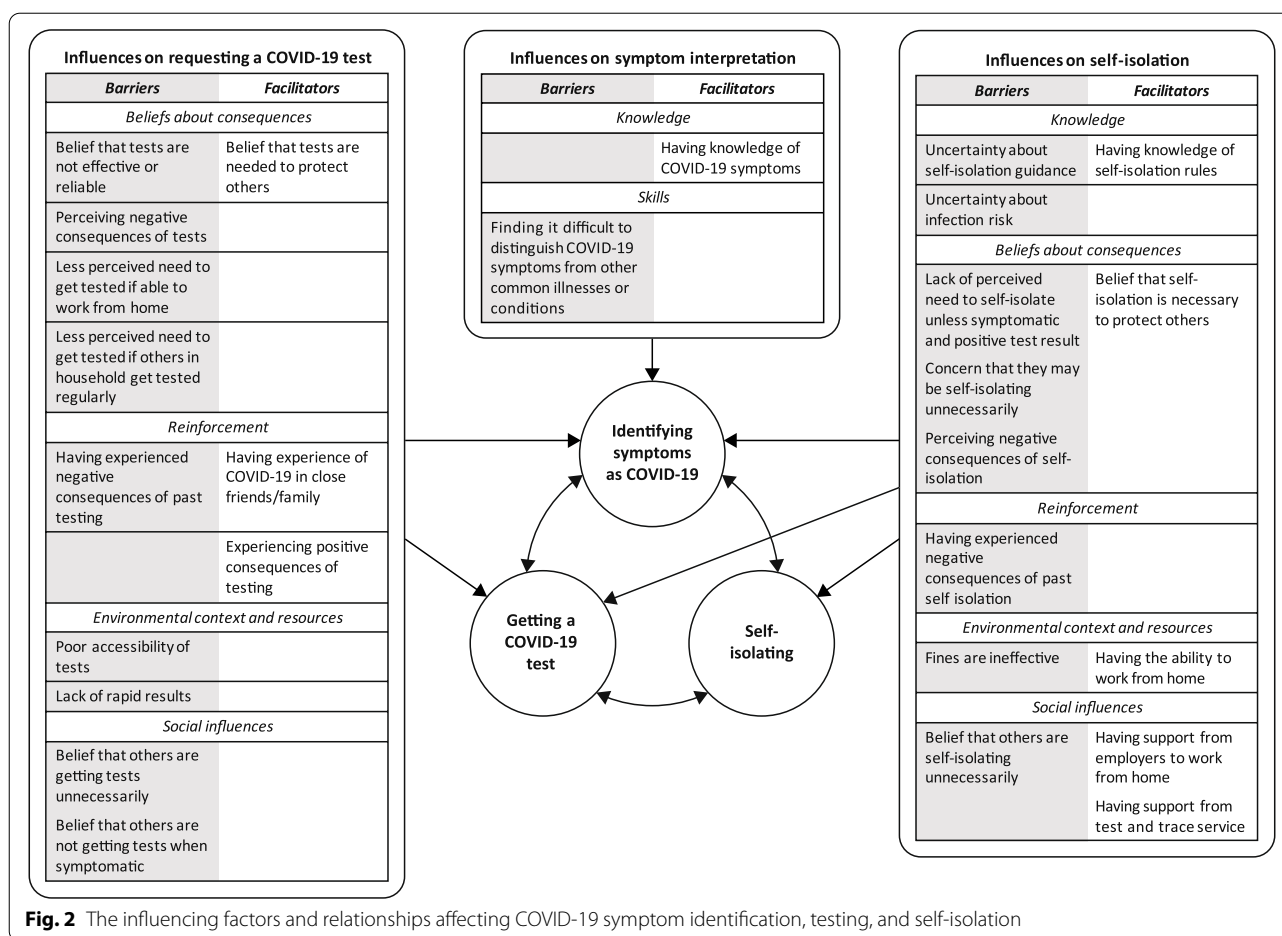 Influences on requesting a COVID-19 test
Barriers
Facilitators
Beliefs about consequences
Belief that tests are
not effective or
reliable
Belief that tests are
needed to protect
others
Perceiving negative
consequences of tests
Less perceived need to
get tested if able to
work from home
Less perceived need to
get tested if others in
household get tested
regularly
Reinforcement
Having experienced
negative
consequences of past
testing
Having experience of
COVID-19 in close
friends/family
Experiencing positive
consequences of
testing
Environmental context and resources
Poor accessibility of
tests
Lack of rapid results
Social influences
Belief that others are
getting tests
unnecessarily
Belief that others are
not getting tests when
symptomatic
Influences on symptom interpretation
Barriers
Facilitators
Knowledge
Having knowledge of
COVID-19 symptoms
Skills
Finding it difficult to
distinguish COVID-19
symptoms from other
common illnesses or
conditions
Identifying
symptoms
as COVID-19
Getting a
COVID-19
test
Self-
isolating
Influences on self-isolation
Barriers
Facilitators
Knowledge
Uncertainty about
self-isolation guidance
Having knowledge of
self-isolation rules
Uncertainty about
infection risk
Beliefs about consequences
Lack of perceived
need to self-isolate
unless symptomatic
and positive test result
Concern that they may
be self-isolating
unnecessarily
Perceiving negative
consequences of self-
isolation
Belief that self-
isolation is necessary
to protect others
Reinforcement
Having experienced
negative
consequences of past
self isolation
Environmental context and resources
Fines are ineffective
Having the ability to
work from home
Social influences
Belief that others are
self-isolating
unnecessarily
Having support from
employers to work
from home
Having support from
test and trace service
Fig. 2 The influencing factors and relationships affecting COVID-19 symptom identification, testing, and self-isolation